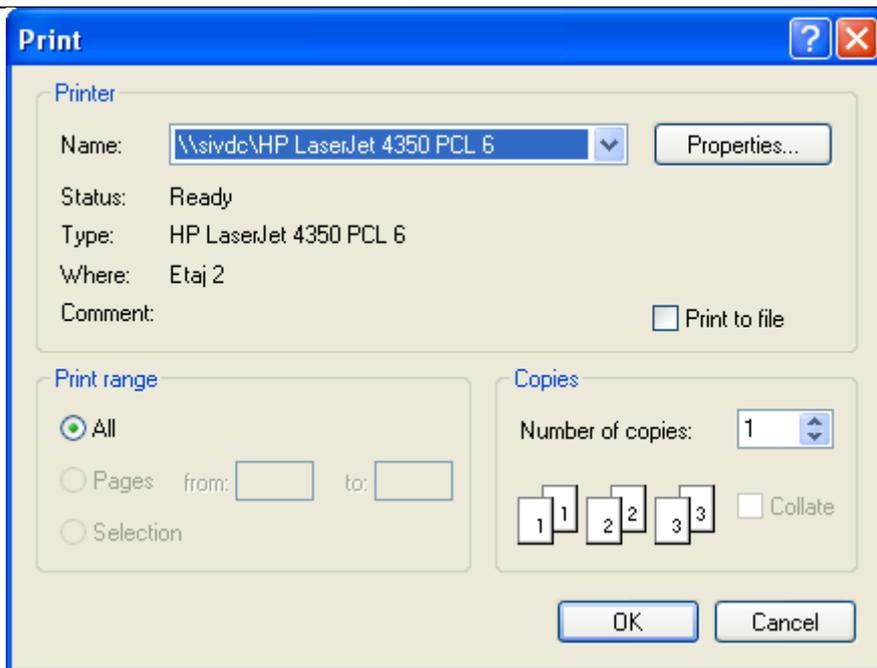 Print
Printer
Name: \\sivdc\HP LaserJet 4350 PCL 6 Properties...
Status: Ready
Type: HP LaserJet 4350 PCL 6
Where: Etaj 2
Comment: Print to file
Print range
All
Pages from: to:
Selection
Copies
Number of copies: 1
1 1 2 2 3 3 Collate
OK Cancel